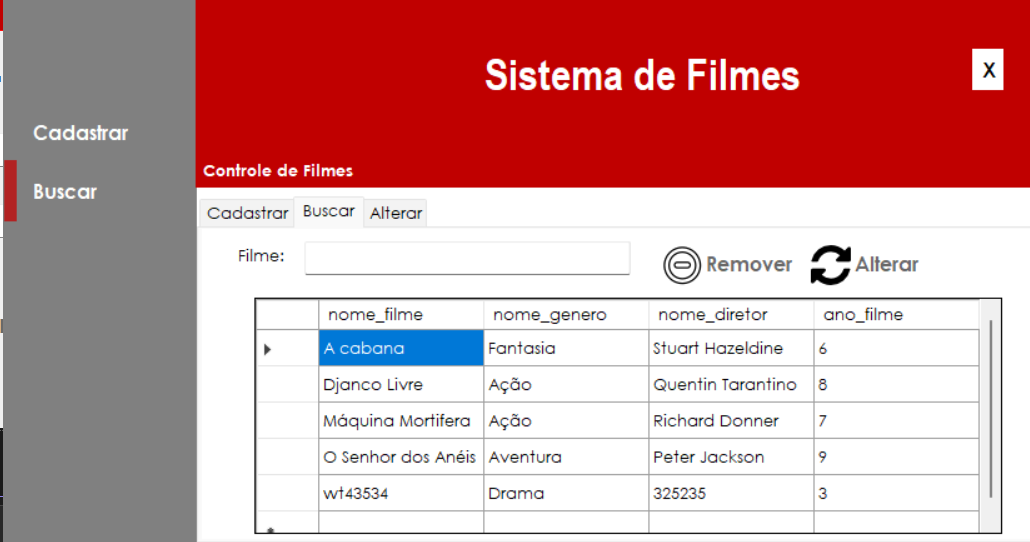 Sistema de Filmes
X
Cadastrar
Buscar
Controle de Filmes
Cadastrar Buscar Alterar
Filme: Remover Alterar
nome_filme nome_genero nome_diretor ano_filme
A cabana Fantasia Stuart Hazeldine 6
Djanco Livre Ação Quentin Tarantino 8
Máquina Mortifera Ação Richard Donner 7
O Senhor dos Anéis Aventura Peter Jackson 9
wt43534 Drama 325235 3